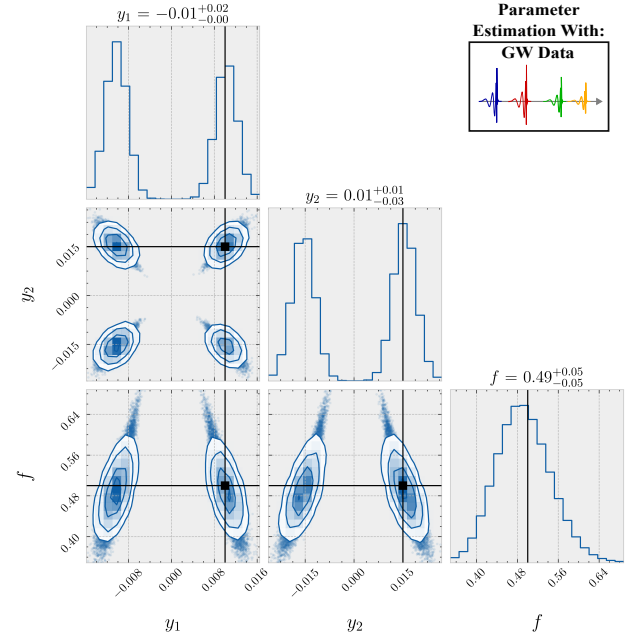 Parameter
Estimation With:
GW Data
y₁ = −0.01⁺⁰·⁰²₋₀.₀₀
y₂ = 0.01⁺⁰·⁰¹₋₀.₀₃
f = 0.49⁺⁰·⁰⁵₋₀.₀₅
y₂
0.015
0.000
−0.015
f
0.64
0.56
0.48
0.40
−0.008 0.000 0.008 0.016
−0.015 0.000 0.015
0.40 0.48 0.56 0.64
y₁ y₂ f